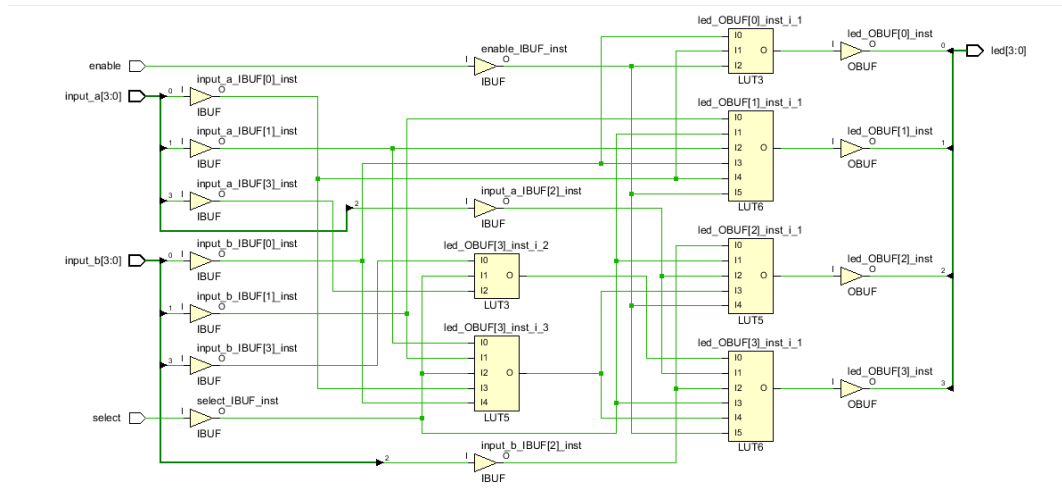 led_OBUF[0]_inst_i_1
I0
I1
I2
O
LUT3
led_OBUF[0]_inst
I
O
OBUF
0
led[3:0]
enable_IBUF_inst
I
O
IBUF
enable
input_a[3:0]
0
input_a_IBUF[0]_inst
I
O
IBUF
1
input_a_IBUF[1]_inst
I
O
IBUF
3
input_a_IBUF[3]_inst
I
O
IBUF
2
input_a_IBUF[2]_inst
I
O
IBUF
led_OBUF[1]_inst_i_1
I0
I1
I2
I3
I4
I5
O
LUT6
led_OBUF[1]_inst
I
O
OBUF
1
input_b[3:0]
0
input_b_IBUF[0]_inst
I
O
IBUF
1
input_b_IBUF[1]_inst
I
O
IBUF
3
input_b_IBUF[3]_inst
I
O
IBUF
led_OBUF[3]_inst_i_2
I0
I1
I2
O
LUT3
led_OBUF[3]_inst_i_3
I0
I1
I2
I3
I4
O
LUT5
led_OBUF[2]_inst_i_1
I0
I1
I2
I3
I4
O
LUT5
led_OBUF[2]_inst
I
O
OBUF
2
led_OBUF[3]_inst_i_1
I0
I1
I2
I3
I4
I5
O
LUT6
led_OBUF[3]_inst
I
O
OBUF
3
select
select_IBUF_inst
I
O
IBUF
2
input_b_IBUF[2]_inst
I
O
IBUF